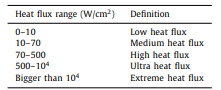 Heat flux range (W/cm²) Definition
0–10 Low heat flux
10–70 Medium heat flux
70–500 High heat flux
500–10⁴ Ultra heat flux
Bigger than 10⁴ Extreme heat flux